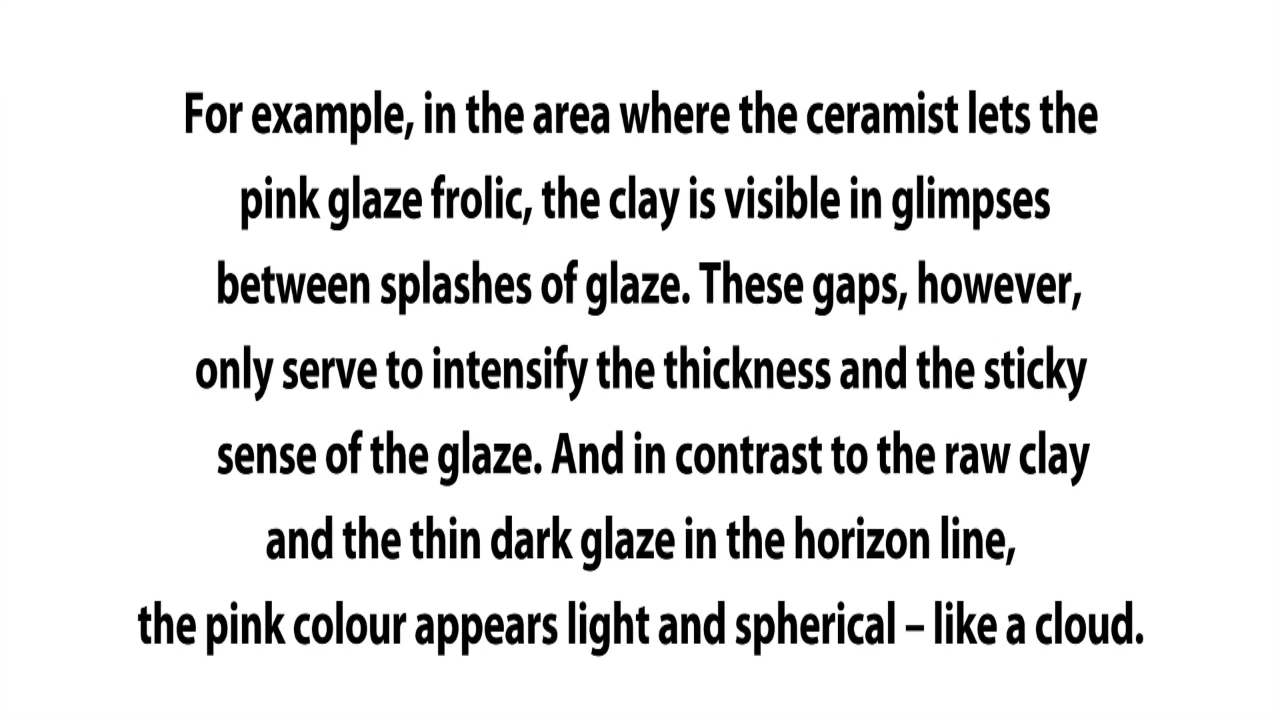 For example, in the area where the ceramist lets the
pink glaze frolic, the clay is visible in glimpses
between splashes of glaze. These gaps, however,
only serve to intensify the thickness and the sticky
sense of the glaze. And in contrast to the raw clay
and the thin dark glaze in the horizon line,
the pink colour appears light and spherical – like a cloud.